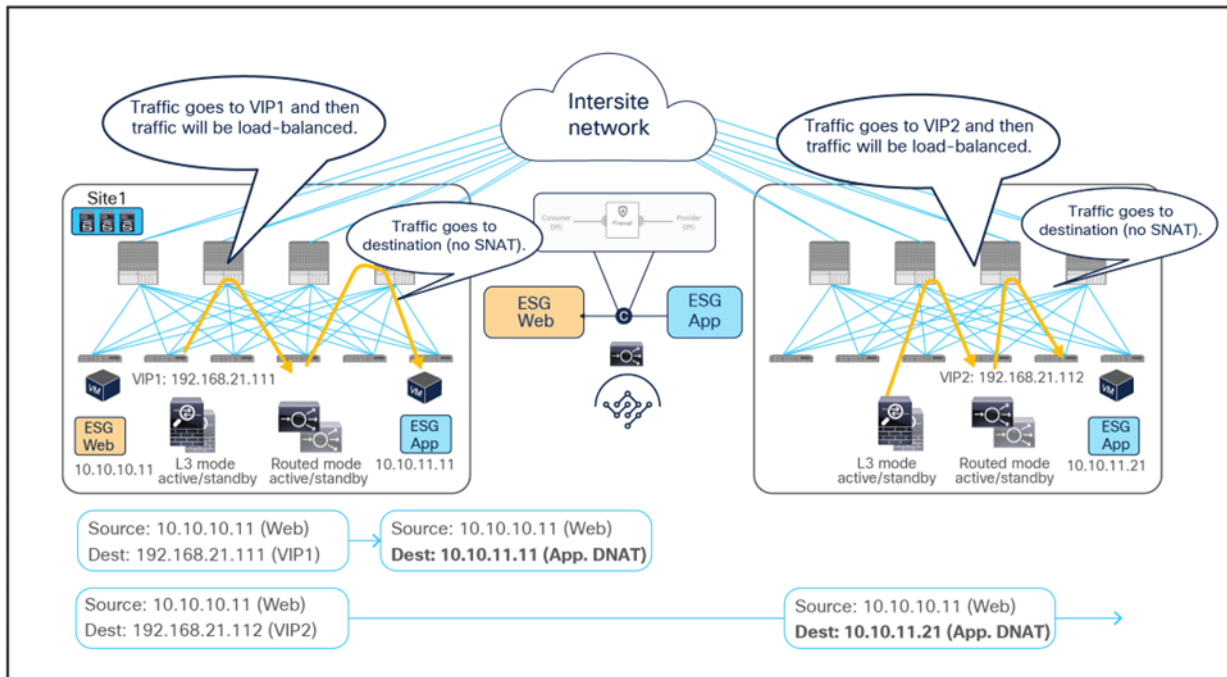 Traffic goes to VIP1 and then
traffic will be load-balanced.
Intersite
network
Traffic goes to VIP2 and then
traffic will be load-balanced.
Site1
Traffic goes to
destination (no SNAT).
Consumer
EPG
Firewall
Provider
EPG
Traffic goes to
destination (no SNAT).
ESG
Web
C
ESG
App
VM
VIP1: 192.168.21.111
VM
ESG
Web
10.10.10.11
L3 mode
active/standby
Routed mode
active/standby
ESG
App
10.10.11.11
VIP2: 192.168.21.112
VM
L3 mode
active/standby
Routed mode
active/standby
ESG
App
10.10.11.21
Source: 10.10.10.11 (Web)
Dest: 192.168.21.111 (VIP1)
Source: 10.10.10.11 (Web)
Dest: 10.10.11.11 (App. DNAT)
Source: 10.10.10.11 (Web)
Dest: 192.168.21.112 (VIP2)
Source: 10.10.10.11 (Web)
Dest: 10.10.11.21 (App. DNAT)